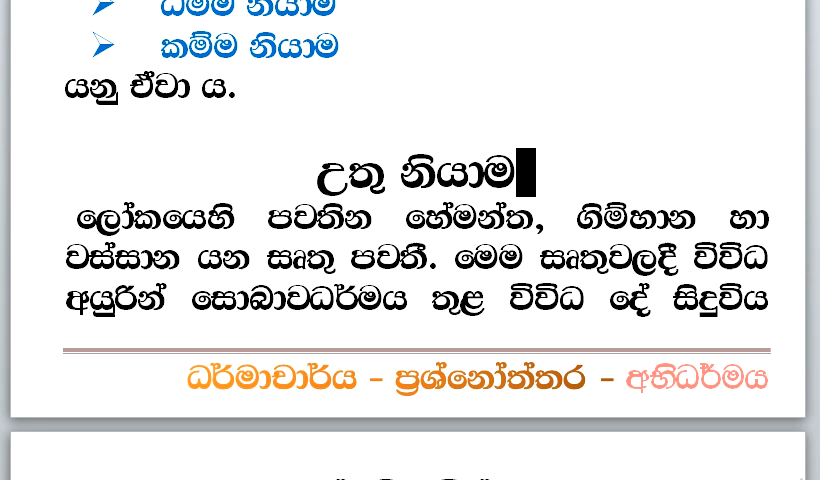 ධම්ම නියාම
කම්ම නියාම
යනු ඒවා ය.
උතු නියාම
ලෝකයෙහි පවතින හේමන්ත, ගිම්හාන හා
වස්සාන යන සෘතු පවතී. මෙම සෘතුවලදී විවිධ
අයුරින් සොබාවධර්මය තුළ විවිධ දේ සිදුවිය
ධර්මාචාර්ය – ප්‍රශ්නෝත්තර – අභිධර්මය